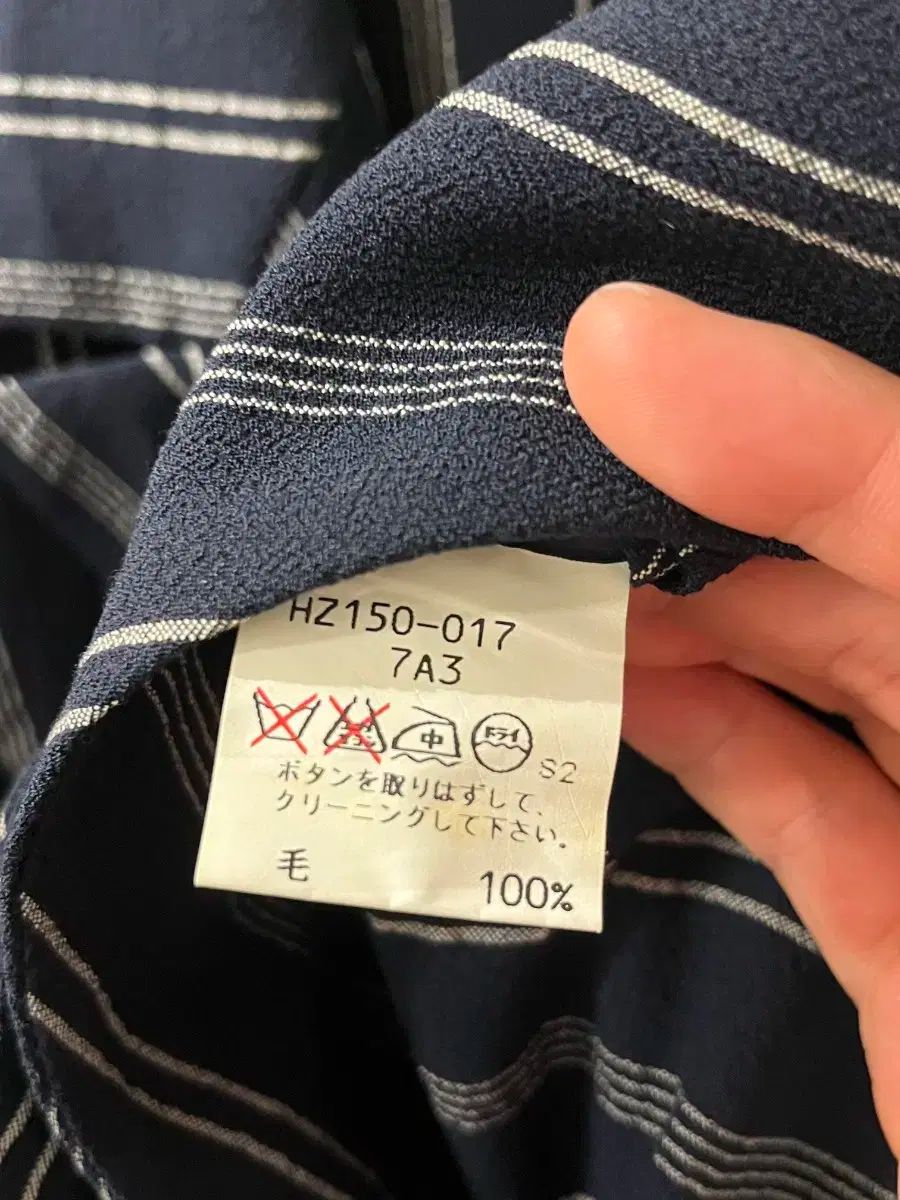 HZ150-017
7A3
中 ドライ S2
ボタンを取りはずして、
クリーニングして下さい。
毛 100%